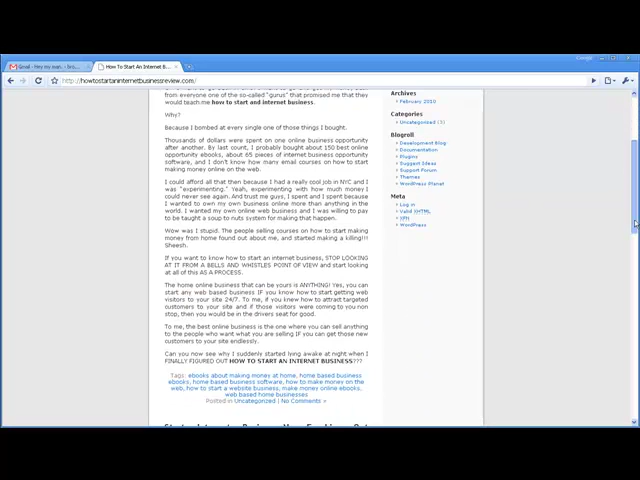 Google
Gmail - hey my man. - bro...
How To Start An Internet B...
http://howtostartaninternetbusinessreview.com/
from everyone one of the so-called "gurus" that promised me that they
would teach me how to start and internet business.
Why?
Because I bombed at every single one of those things I bought.
Thousands of dollars were spent on one online business opportunity
after another. By last count, I probably bought about 150 best online
opportunity ebooks, about 65 pieces of internet business opportunity
software, and I don't know how many email courses on how to start
making money online on the web.
I could afford all that then because I had a really cool job in NYC and I
was "experimenting." Yeah, experimenting with how much money I
could never see again. And trust me guys, I spent and I spent because
I wanted to own my own business online more than anything in the
world. I wanted my own online web business and I was willing to pay
to be taught a soup to nuts system for making that happen.
Wow was I stupid. The people selling courses on how to start making
money from home found out about me, and started making a killing!!!
Sheesh.
If you want to know how to start an internet business, STOP LOOKING
AT IT FROM A BELLS AND WHISTLES POINT OF VIEW and start looking
at all of this AS A PROCESS.
The home online business that can be yours is ANYTHING! Yes, you can
start any web based business IF you know how to start getting web
visitors to your site 24/7. To me, if you knew how to attract targeted
customers to your site and if those visitors were coming to you non
stop, then you would be in the drivers seat for good.
To me, the best online business is the one where you can sell anything
to the people who want what you are selling IF you can get those new
customers to your site endlessly.
Can you now see why I suddenly started lying awake at night when I
FINALLY FIGURED OUT HOW TO START AN INTERNET BUSINESS???
Tags: ebooks about making money at home, home based business
ebooks, home based business software, how to make money on the
web, how to start a website business, make money online ebooks,
web based home businesses
Posted in Uncategorized | No Comments »
Archives
February 2010
Categories
Uncategorized (5)
Blogroll
Development Blog
Documentation
Plugins
Suggest Ideas
Support Forum
Themes
WordPress Planet
Meta
Log in
Valid XHTML
XFN
WordPress